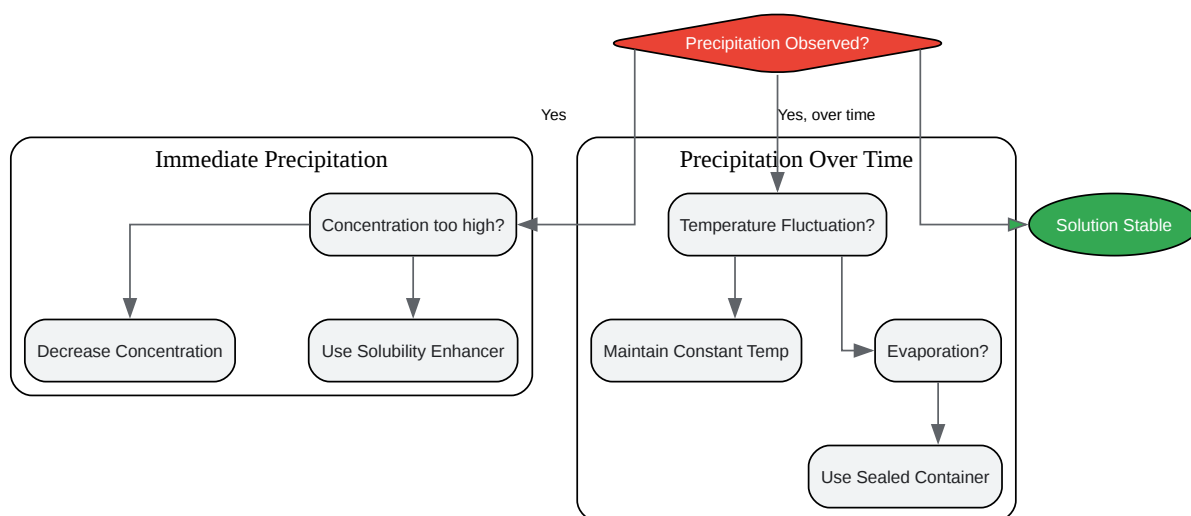 Precipitation Observed?
Yes
Yes, over time
Immediate Precipitation
Precipitation Over Time
Concentration too high?
Temperature Fluctuation?
Solution Stable
Decrease Concentration
Use Solubility Enhancer
Maintain Constant Temp
Evaporation?
Use Sealed Container